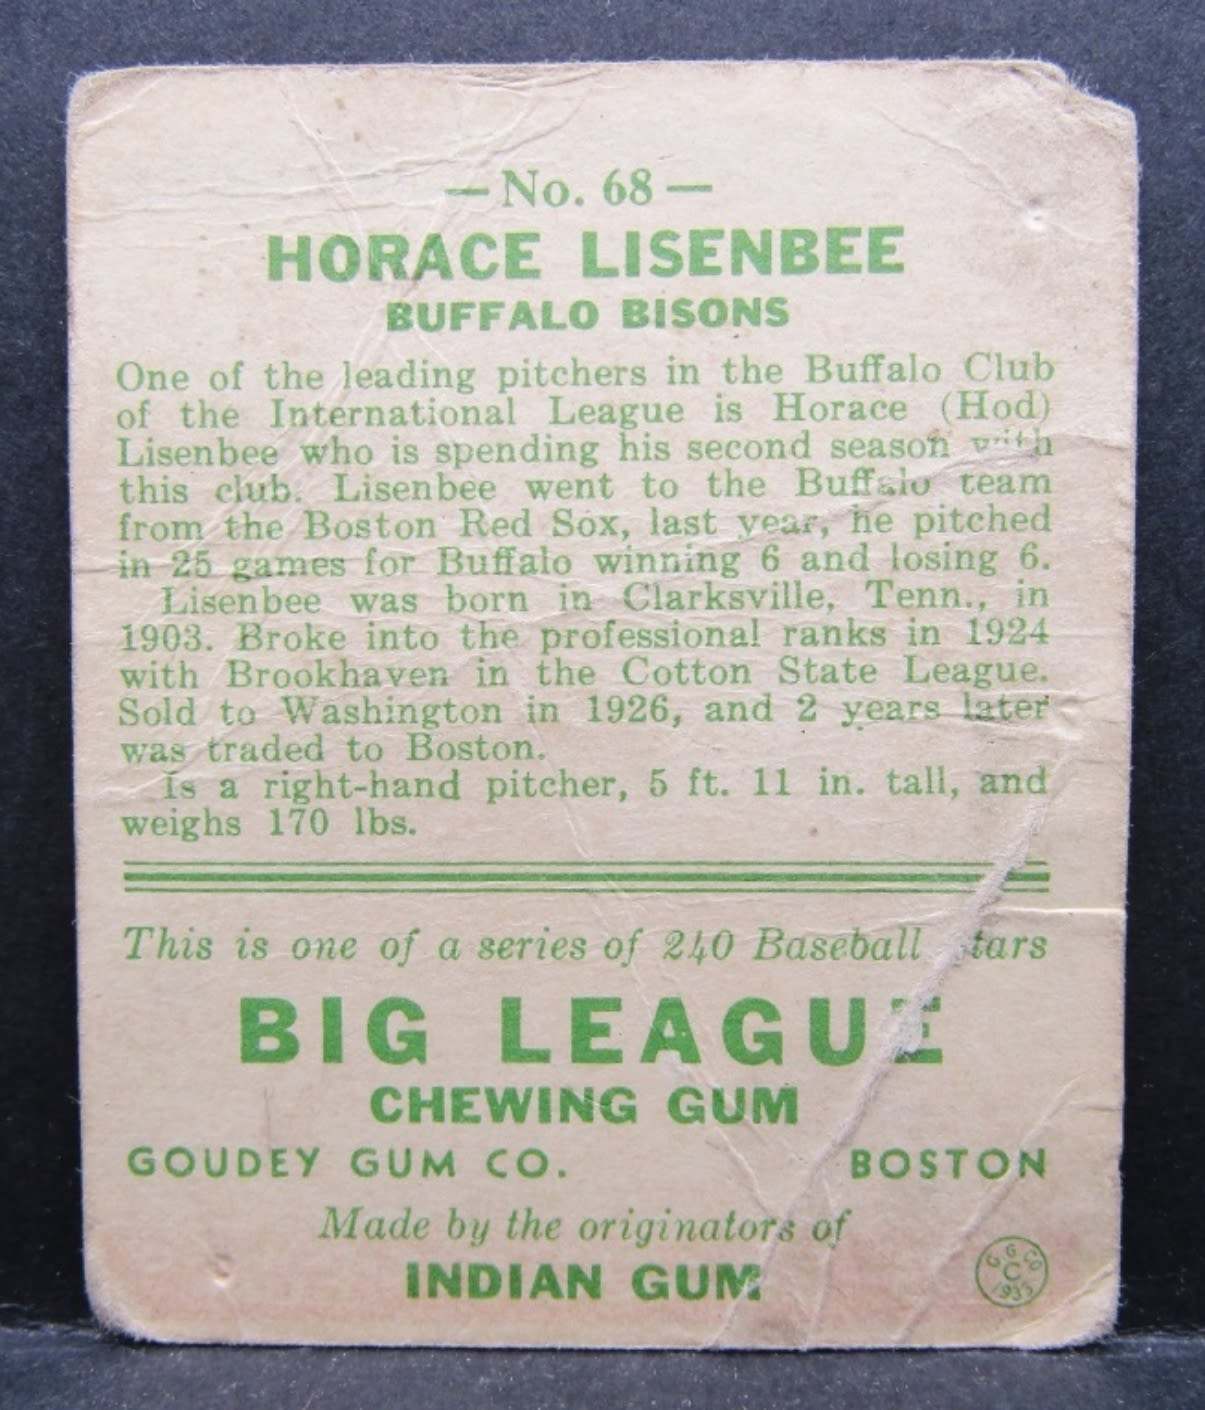 — No. 68 —
HORACE LISENBEE
BUFFALO BISONS
One of the leading pitchers in the Buffalo Club
of the International League is Horace (Hod)
Lisenbee who is spending his second season with
this club. Lisenbee went to the Buffalo team
from the Boston Red Sox, last year, he pitched
in 25 games for Buffalo winning 6 and losing 6.
Lisenbee was born in Clarksville, Tenn., in
1903. Broke into the professional ranks in 1924
with Brookhaven in the Cotton State League.
Sold to Washington in 1926, and 2 years later
was traded to Boston.
Is a right-hand pitcher, 5 ft. 11 in. tall, and
weighs 170 lbs.
This is one of a series of 240 Baseball Stars
BIG LEAGUE
CHEWING GUM
GOUDEY GUM CO. BOSTON
Made by the originators of
INDIAN GUM
G. G. CO
C
1933